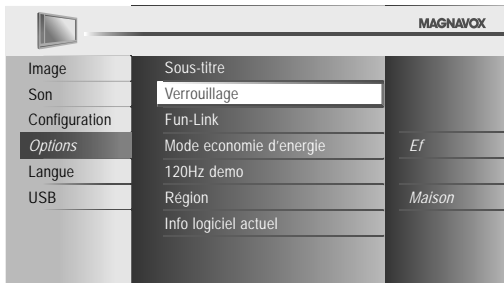 MAGNAVOX
Image
Son
Configuration
Options
Langue
USB
Sous-titre
Verrouillage
Fun-Link
Mode economie d'energie
Ef
120Hz demo
Région
Maison
Info logiciel actuel